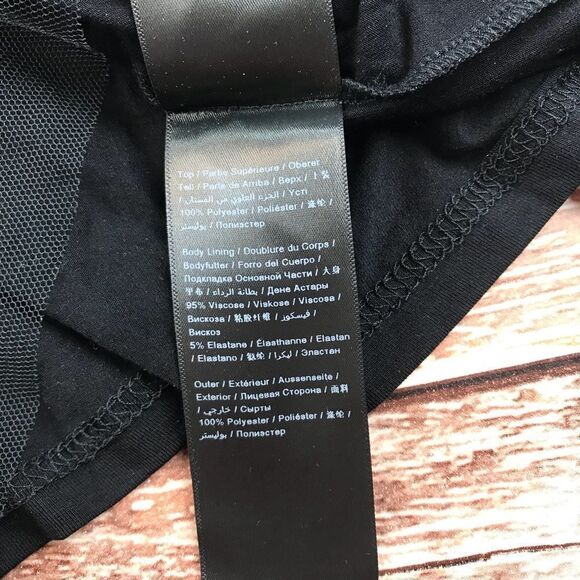 Top / Partie Supérieure / Oberer
Teil / Parte de Arriba / Верх / 上装
/ الجزء العلوي من الفستان / Үсті
100% Polyester / Poliéster / 涤纶
/ بوليستر / Полиэстер
Body Lining / Doublure du Corps /
Bodyfutter / Forro del Cuerpo /
Подкладка Основной Части / 大身
里布 / بطانة الرداء / Дене Астары
95% Viscose / Viskose / Viscosa /
Вискоза / 粘胶纤维 / فيسكوز /
Вискоз
5% Elastane / Élasthanne / Elastan
/ Elastano / 氨纶 / ليكرا / Эластан
Outer / Extérieur / Aussenseite /
Exterior / Лицевая Сторона / 面料
/ خارجي / Сырты
100% Polyester / Poliéster / 涤纶
/ بوليستر / Полиэстер